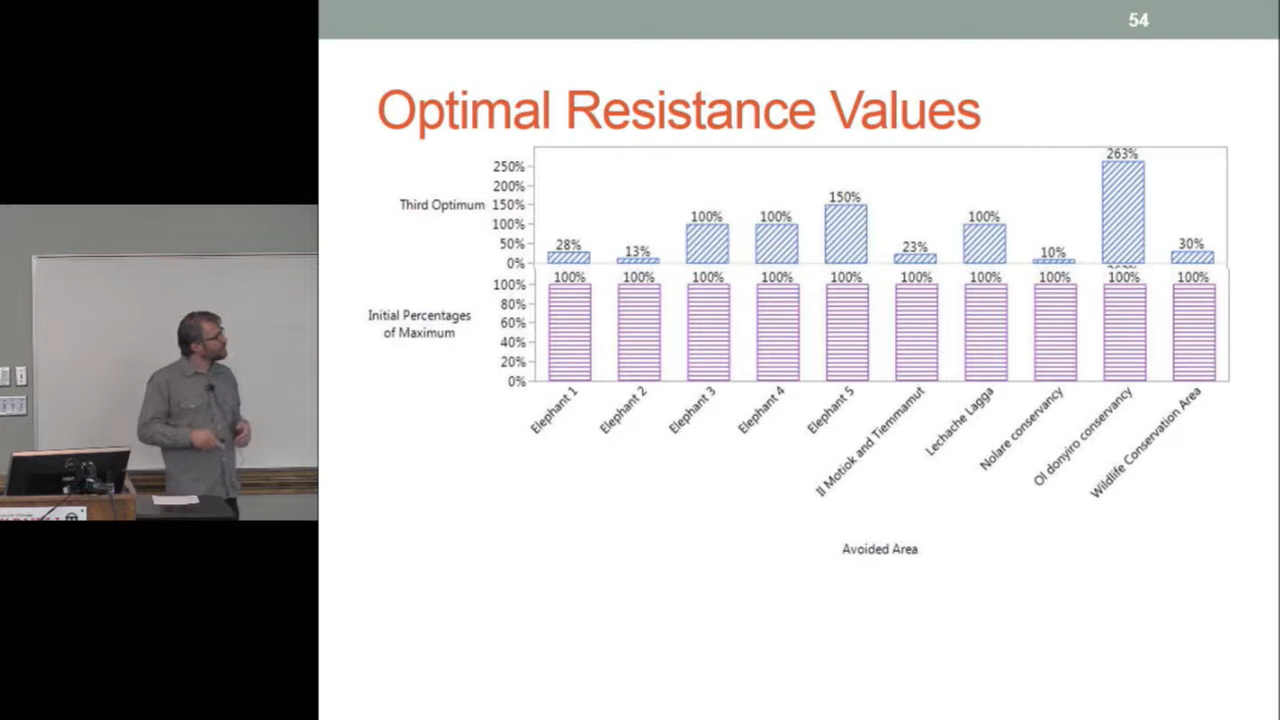 54
Optimal Resistance Values
Third Optimum
250%
200%
150%
100%
50%
0%
28%
13%
100%
100%
150%
23%
100%
10%
263%
30%
Initial Percentages
of Maximum
100%
80%
60%
40%
20%
0%
100%
100%
100%
100%
100%
100%
100%
100%
100%
100%
Elephant 1
Elephant 2
Elephant 3
Elephant 4
Elephant 5
Il Motiok and Tiemmamut
Lechache Lagga
Nolare conservancy
Ol donyiro conservancy
Wildlife Conservation Area
Avoided Area